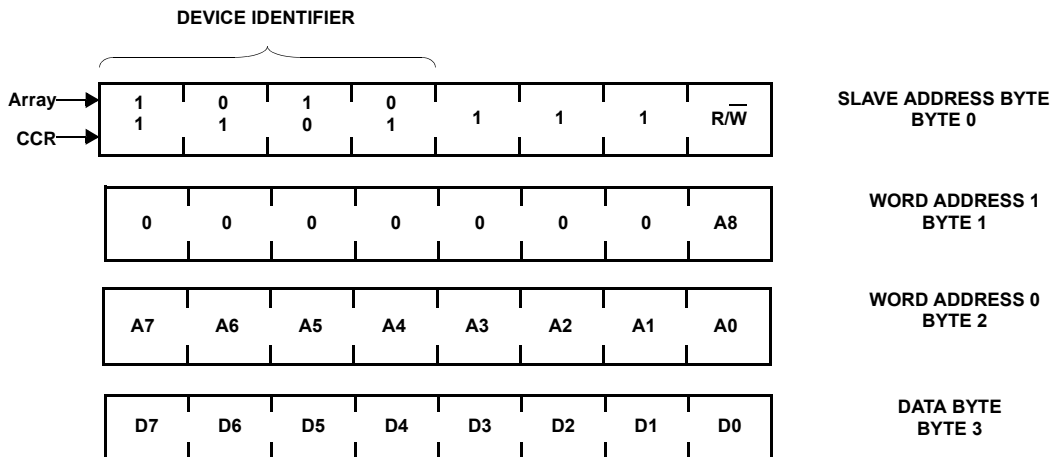 DEVICE IDENTIFIER
Array 1 0 1 0 1 1 1 R/W̅ SLAVE ADDRESS BYTE
CCR 1 1 0 1 BYTE 0
0 0 0 0 0 0 0 A8 WORD ADDRESS 1
BYTE 1
A7 A6 A5 A4 A3 A2 A1 A0 WORD ADDRESS 0
BYTE 2
D7 D6 D5 D4 D3 D2 D1 D0 DATA BYTE
BYTE 3